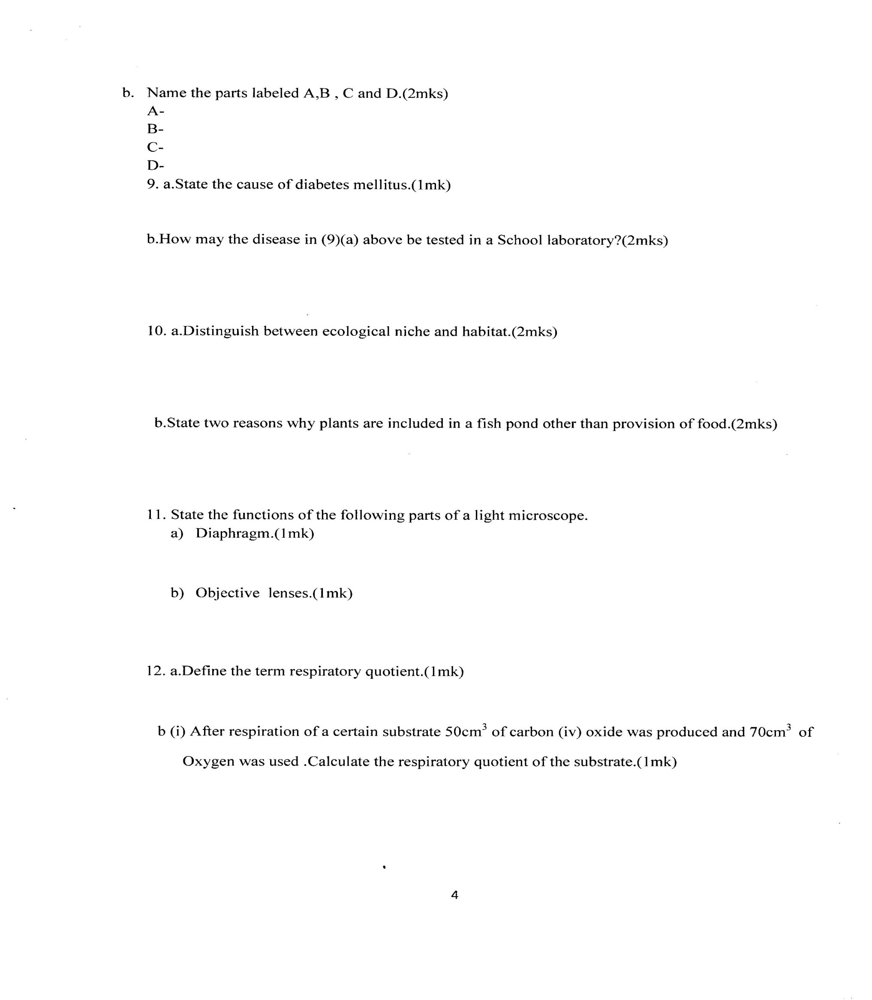 b. Name the parts labeled A,B , C and D.(2mks)
A-
B-
C-
D-
9. a.State the cause of diabetes mellitus.(1mk)
b.How may the disease in (9)(a) above be tested in a School laboratory?(2mks)
10. a.Distinguish between ecological niche and habitat.(2mks)
b.State two reasons why plants are included in a fish pond other than provision of food.(2mks)
11. State the functions of the following parts of a light microscope.
a) Diaphragm.(1mk)
b) Objective lenses.(1mk)
12. a.Define the term respiratory quotient.(1mk)
b (i) After respiration of a certain substrate 50cm³ of carbon (iv) oxide was produced and 70cm³ of
Oxygen was used .Calculate the respiratory quotient of the substrate.(1mk)
4